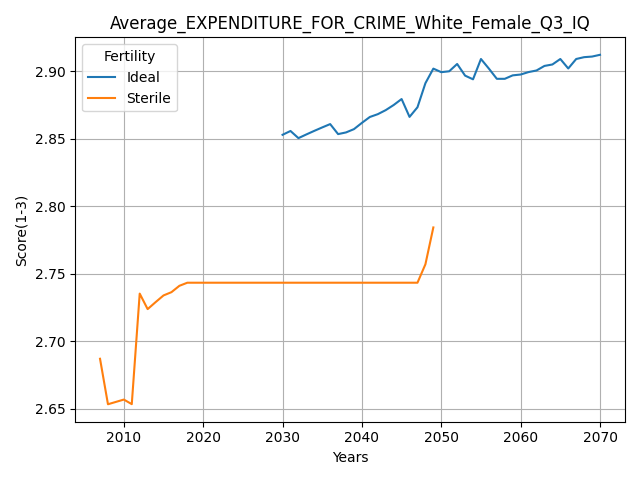 Average_EXPENDITURE_FOR_CRIME_White_Female_Q3_IQ
Fertility
Ideal
Sterile
Score(1-3)
2.90
2.85
2.80
2.75
2.70
2.65
2010 2020 2030 2040 2050 2060 2070
Years